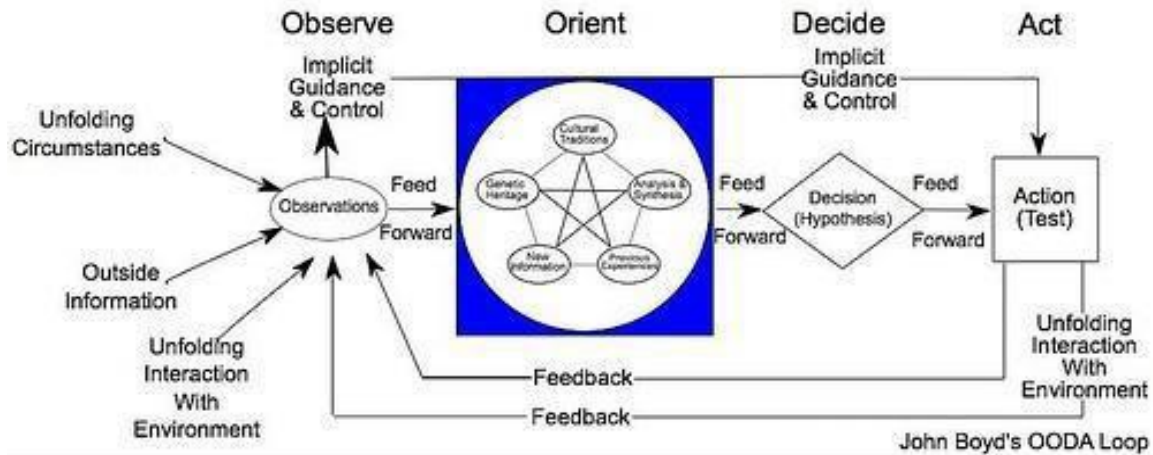 Observe
Orient
Decide
Act
Implicit
Guidance
& Control
Implicit
Guidance
& Control
Unfolding
Circumstances
Observations
Feed
Forward
Cultural
Traditions
Genetic
Heritage
Analysis &
Synthesis
New
Information
Previous
Experiences
Feed
Forward
Decision
(Hypothesis)
Feed
Forward
Action
(Test)
Outside
Information
Unfolding
Interaction
With
Environment
Unfolding
Interaction
With
Environment
Feedback
Feedback
John Boyd's OODA Loop